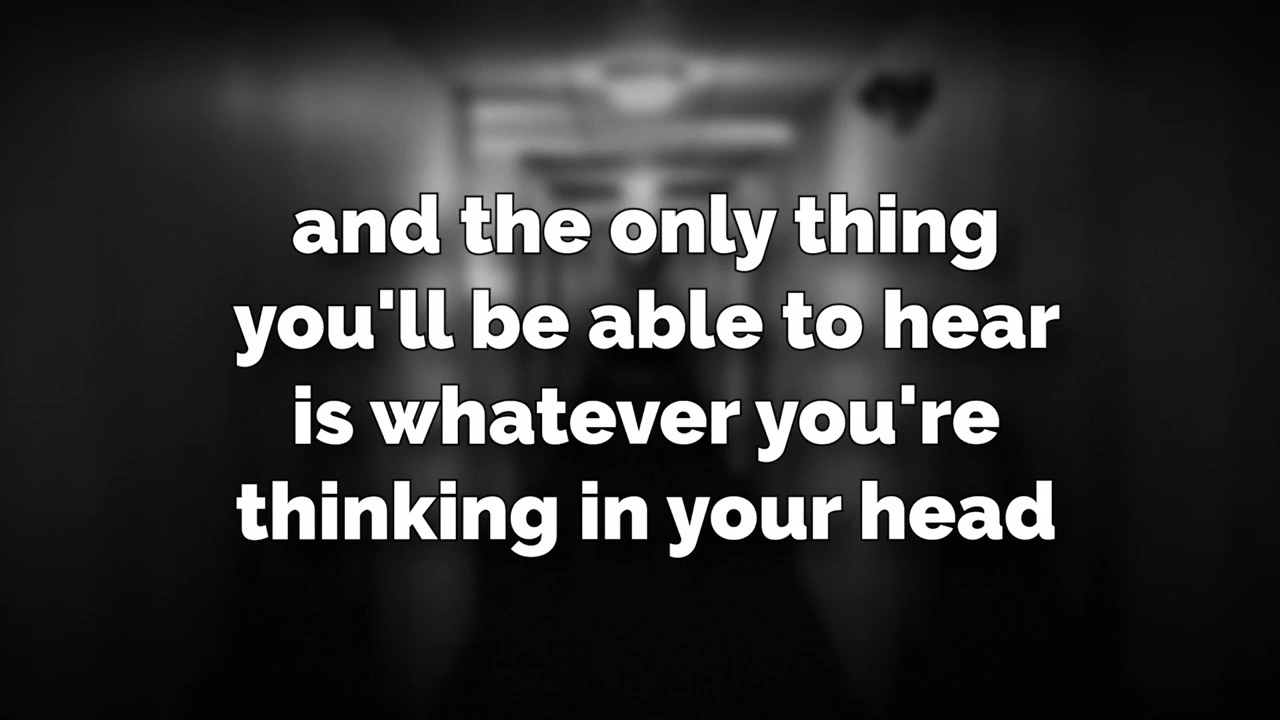 and the only thing
you'll be able to hear
is whatever you're
thinking in your head